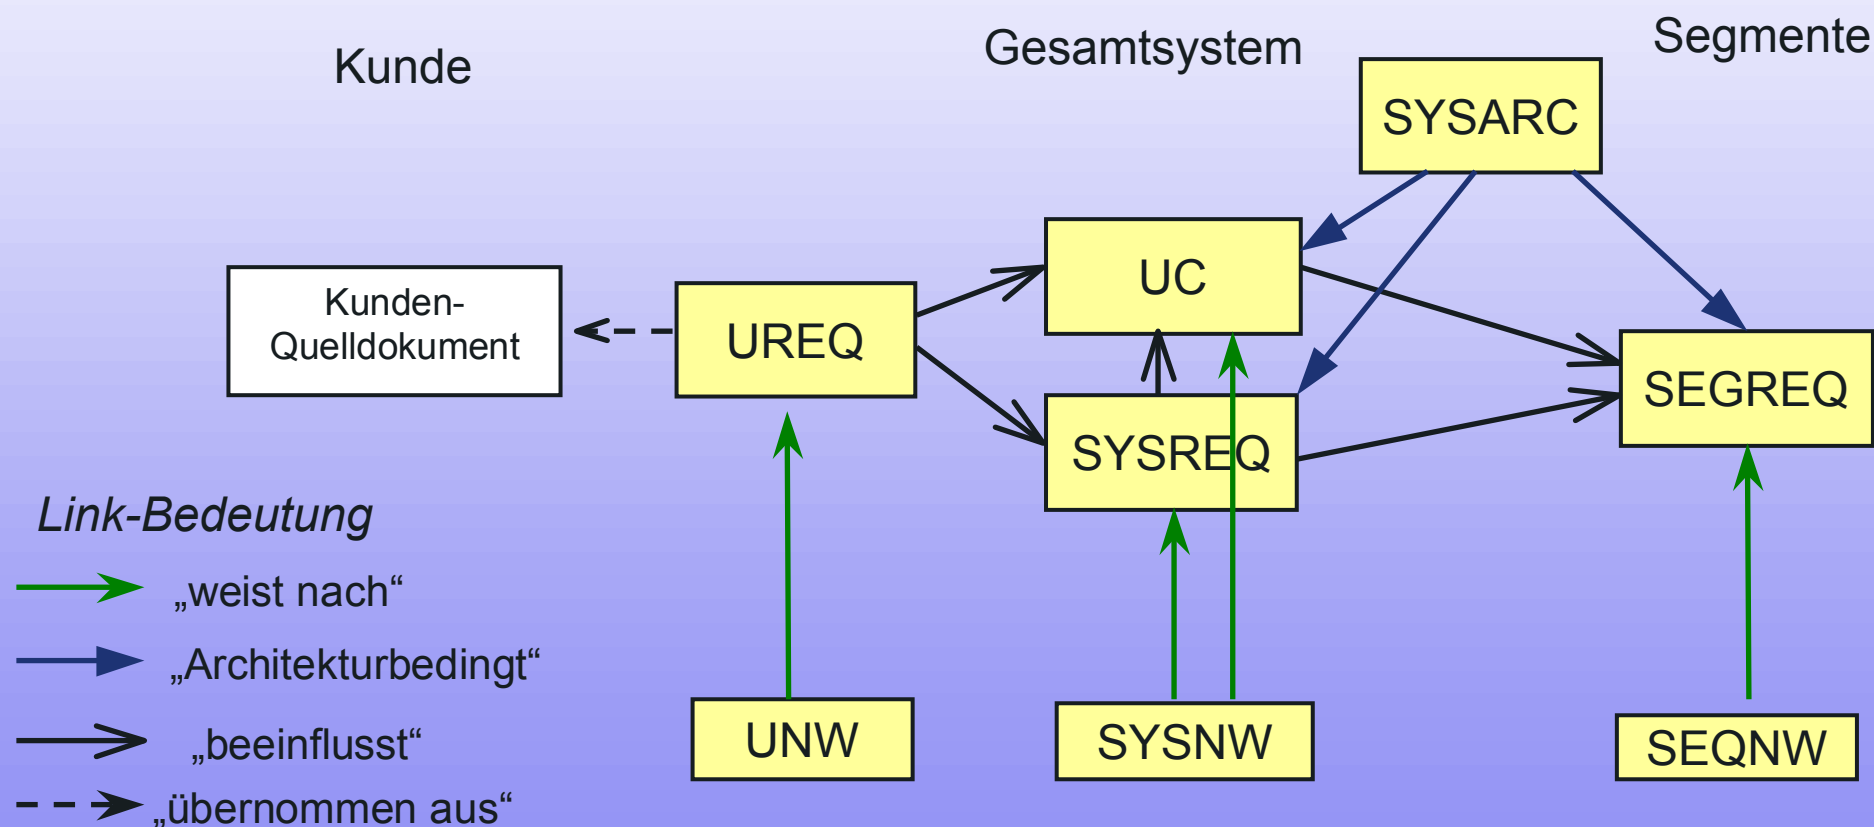 Kunde
Gesamtsystem
Segmente
SYSARC
UC
Kunden-
Quelldokument
UREQ
SYSREQ
SEGREQ
Link-Bedeutung
„weist nach“
„Architekturbedingt“
„beeinflusst“
„übernommen aus“
UNW
SYSNW
SEQNW